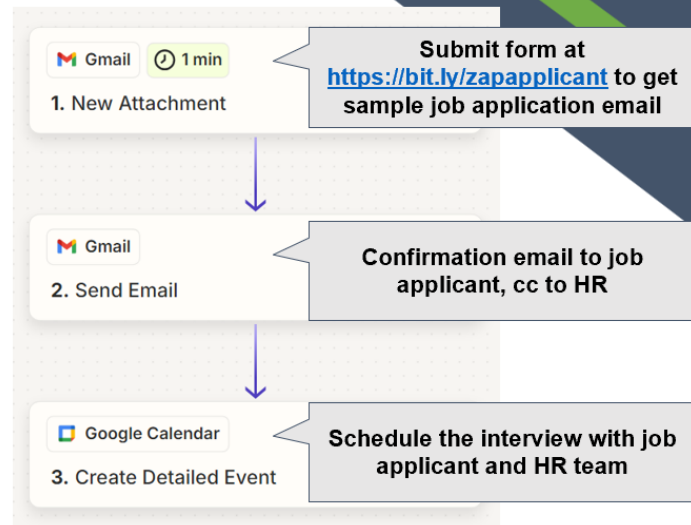 Gmail 1 min
1. New Attachment
Submit form at
https://bit.ly/zapapplicant to get
sample job application email
Gmail
2. Send Email
Confirmation email to job
applicant, cc to HR
Google Calendar
3. Create Detailed Event
Schedule the interview with job
applicant and HR team